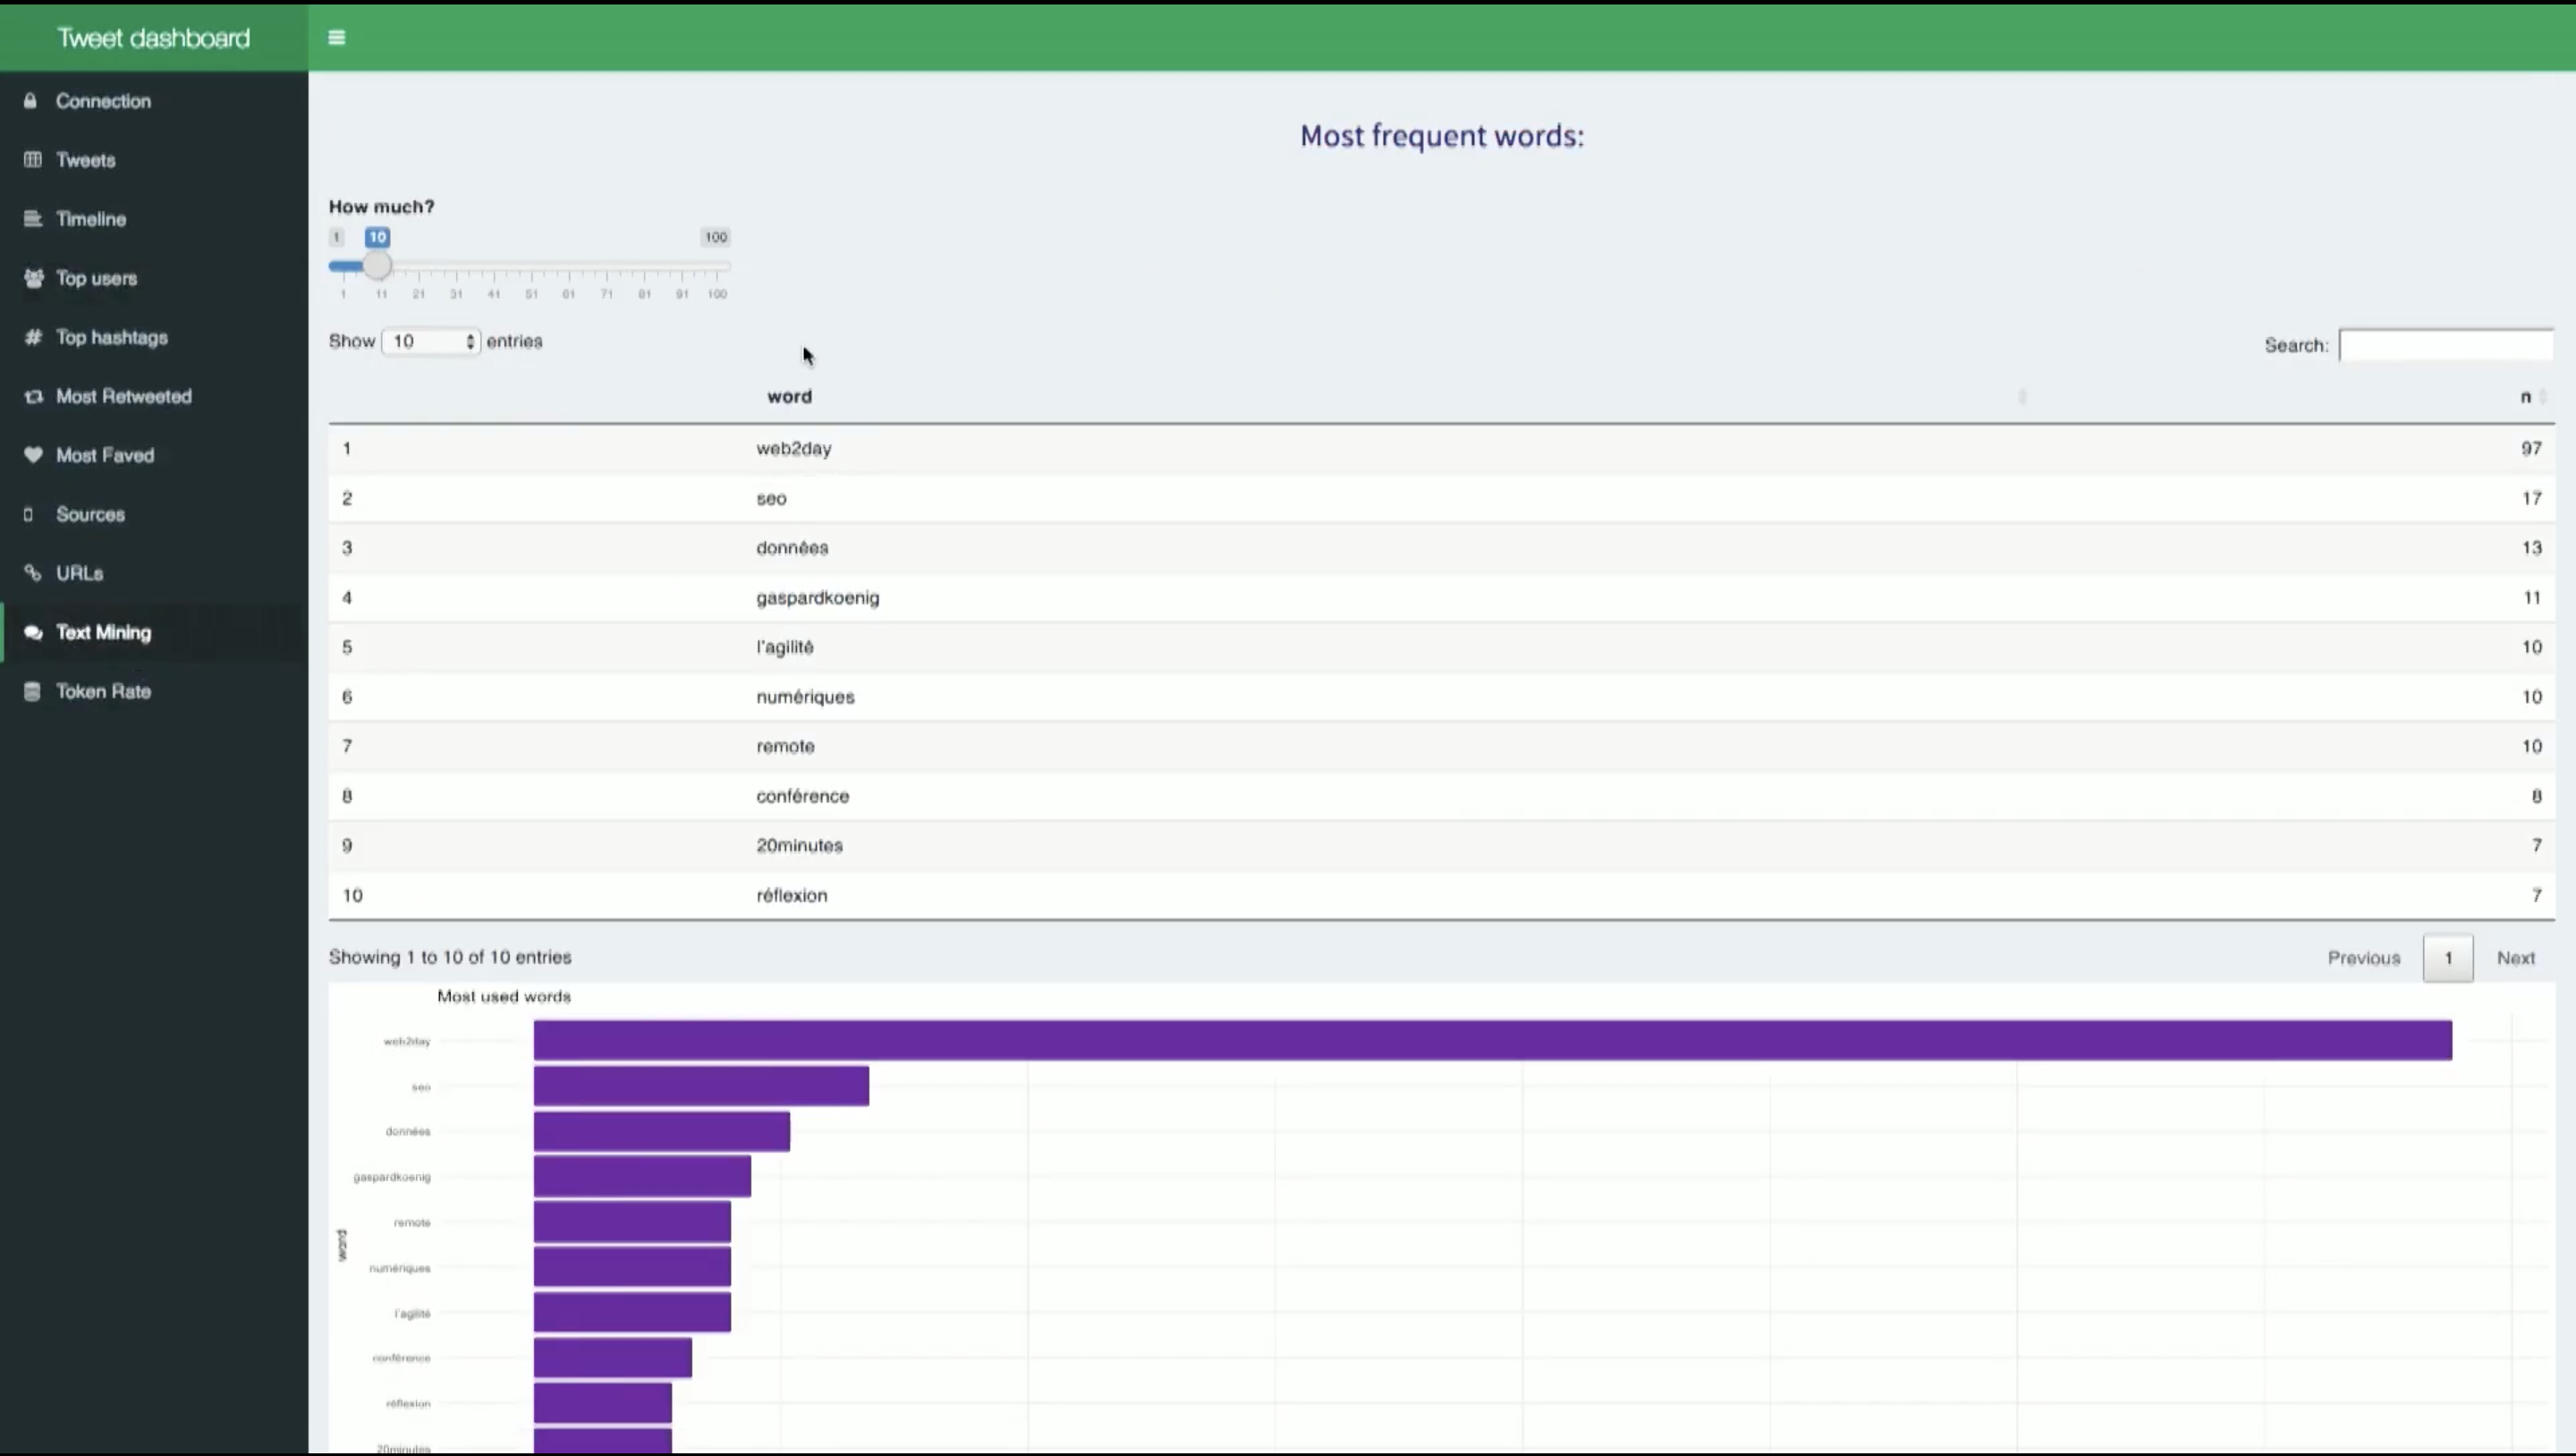 Tweet dashboard
Connection
Tweets
Timeline
Top users
Top hashtags
Most Retweeted
Most Faved
Sources
URLs
Text Mining
Token Rate
Most frequent words:
How much?
1 10 100
1 11 21 31 41 51 61 71 81 91 100
Show 10 entries
Search:
word n
1 web2day 97
2 seo 17
3 données 13
4 gaspardkoenig 11
5 l'agilité 10
6 numériques 10
7 remote 10
8 conférence 8
9 20minutes 7
10 réflexion 7
Showing 1 to 10 of 10 entries
Previous 1 Next
Most used words
word
web2day
seo
données
gaspardkoenig
remote
numériques
l'agilité
conférence
réflexion
20minutes